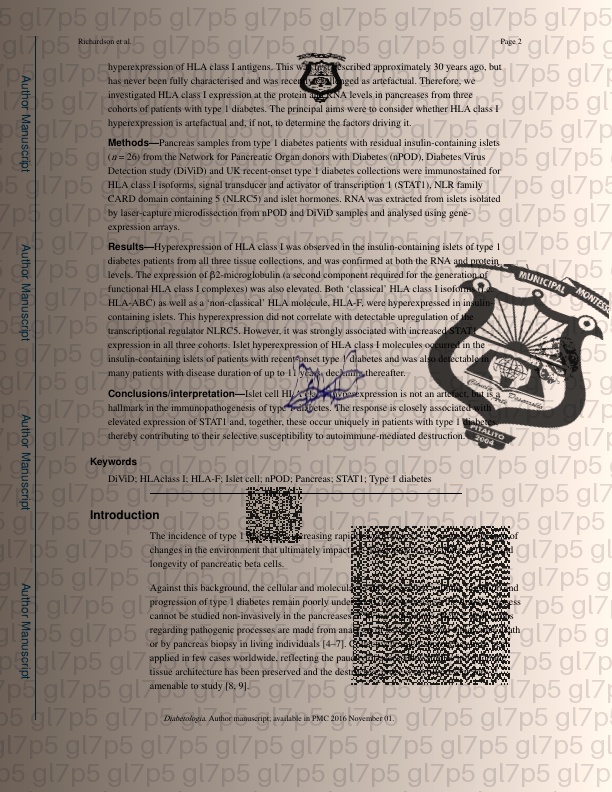 Richardson et al. Page 2
hyperexpression of HLA class I antigens. This was first described approximately 30 years ago, but
has never been fully characterised and was recently challenged as artefactual. Therefore, we
investigated HLA class I expression at the protein and RNA levels in pancreases from three
cohorts of patients with type 1 diabetes. The principal aims were to consider whether HLA class I
hyperexpression is artefactual and, if not, to determine the factors driving it.
Methods—Pancreas samples from type 1 diabetes patients with residual insulin-containing islets
(n = 26) from the Network for Pancreatic Organ donors with Diabetes (nPOD), Diabetes Virus
Detection study (DiViD) and UK recent-onset type 1 diabetes collections were immunostained for
HLA class I isoforms, signal transducer and activator of transcription 1 (STAT1), NLR family
CARD domain containing 5 (NLRC5) and islet hormones. RNA was extracted from islets isolated
by laser-capture microdissection from nPOD and DiViD samples and analysed using gene-
expression arrays.
Results—Hyperexpression of HLA class I was observed in the insulin-containing islets of type 1
diabetes patients from all three tissue collections, and was confirmed at both the RNA and protein
levels. The expression of β2-microglobulin (a second component required for the generation of
functional HLA class I complexes) was also elevated. Both ‘classical’ HLA class I isoforms (i.e.
HLA-ABC) as well as a ‘non-classical’ HLA molecule, HLA-F, were hyperexpressed in insulin-
containing islets. This hyperexpression did not correlate with detectable upregulation of the
transcriptional regulator NLRC5. However, it was strongly associated with increased STAT1
expression in all three cohorts. Islet hyperexpression of HLA class I molecules occurred in the
insulin-containing islets of patients with recent-onset type 1 diabetes and was also detectable in
many patients with disease duration of up to 11 years, declining thereafter.
Conclusions/interpretation—Islet cell HLA class I hyperexpression is not an artefact, but is a
hallmark in the immunopathogenesis of type 1 diabetes. The response is closely associated with
elevated expression of STAT1 and, together, these occur uniquely in patients with type 1 diabetes,
thereby contributing to their selective susceptibility to autoimmune-mediated destruction.
Keywords
DiViD; HLAclass I; HLA-F; Islet cell; nPOD; Pancreas; STAT1; Type 1 diabetes
Introduction
The incidence of type 1 increasing
changes in the environment that ultimately impact
longevity of pancreatic beta cells.
Against this background, the cellular and and
progression of type 1 diabetes remain poorly
cannot be studied non-invasively in the pancreases
regarding pathogenic processes are made from
or by pancreas biopsy in living individuals [4–7].
applied in few cases worldwide, reflecting the
tissue architecture has been preserved and the
amenable to study [8, 9].
Diabetologia. Author manuscript; available in PMC 2016 November 01.
Author Manuscript
Author Manuscript
Author Manuscript
Author Manuscript
MUNICIPAL MONTESSO
PITALITO
2004
gl7p5